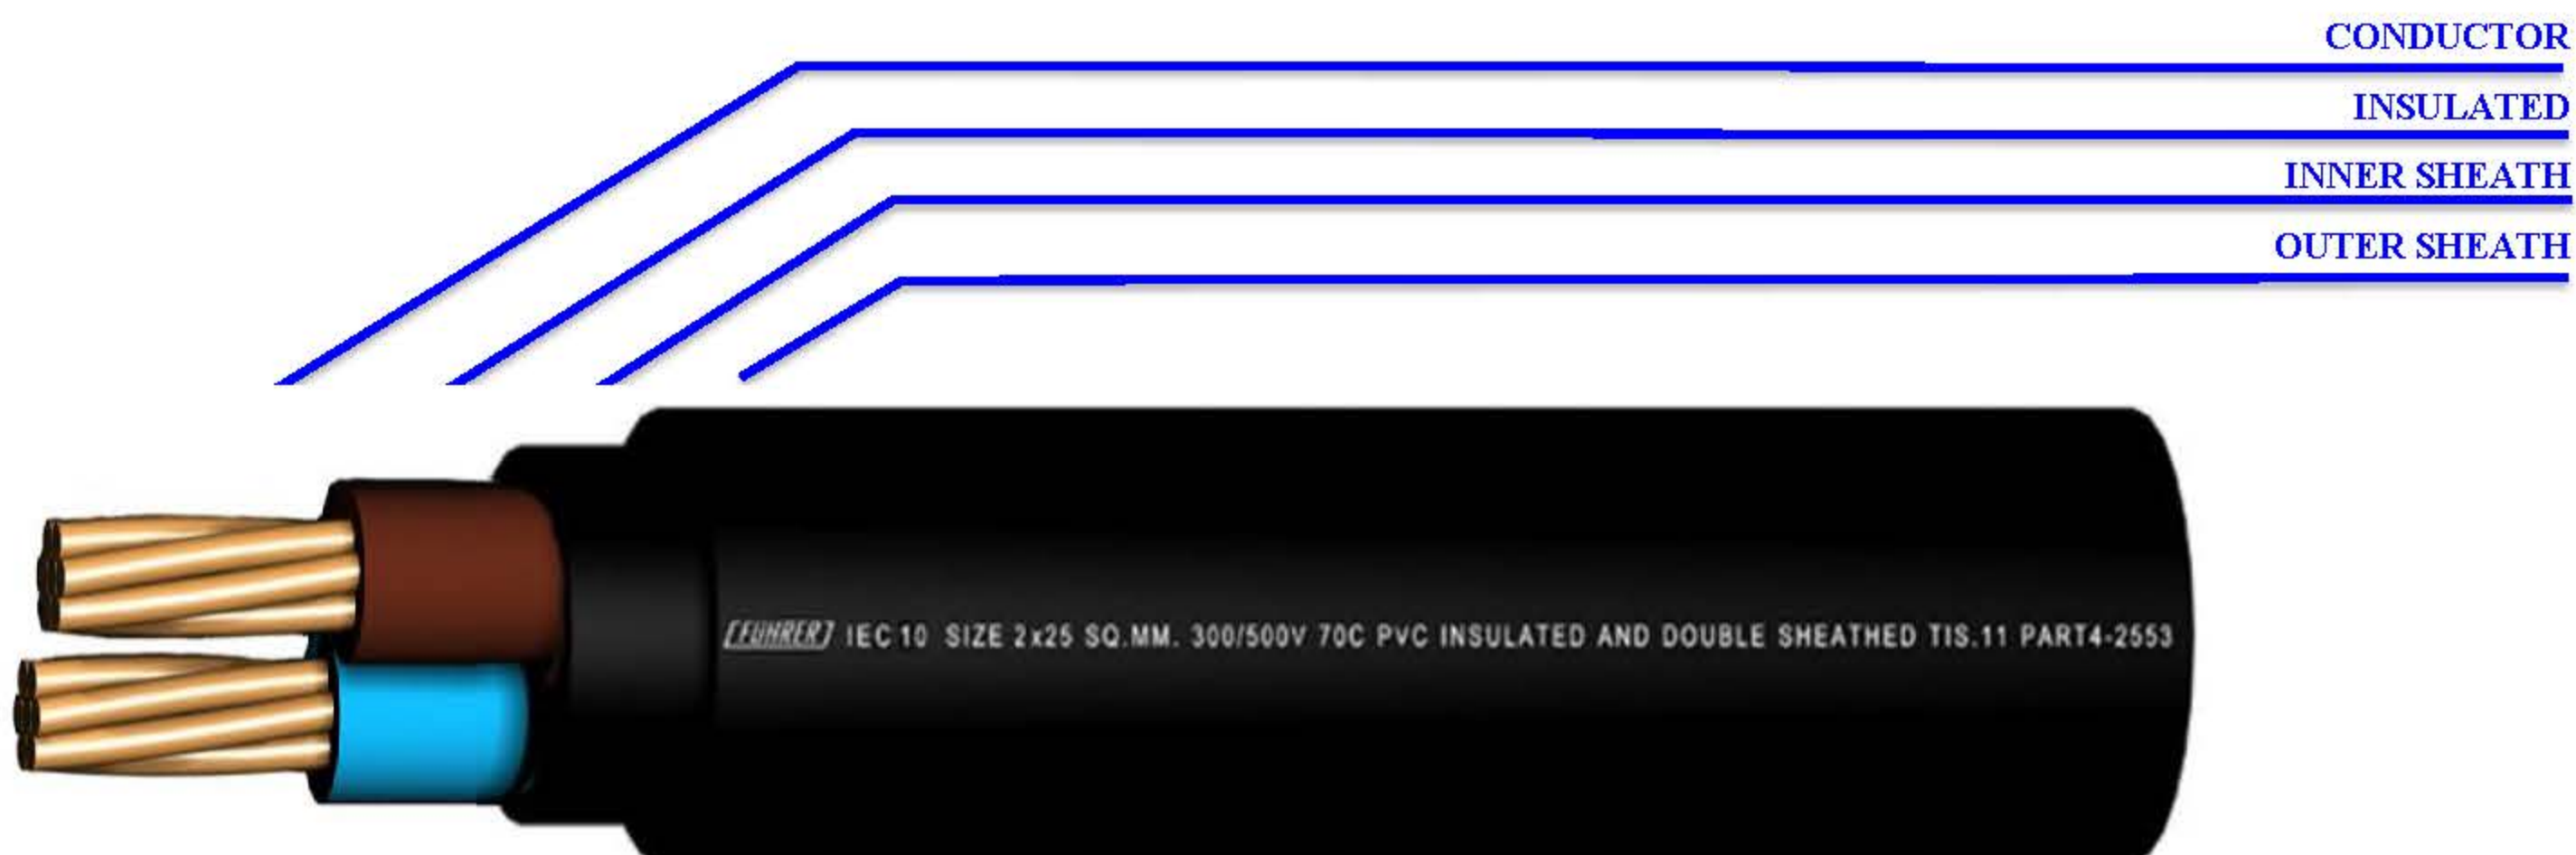 CONDUCTOR
INSULATED
INNER SHEATH
OUTER SHEATH
[FUHRER] IEC 10 SIZE 2x25 SQ.MM. 300/500V 70C PVC INSULATED AND DOUBLE SHEATHED TIS.11 PART4-2553